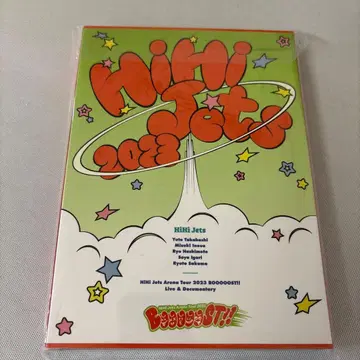 HiHi
Jets
2023
HiHi Jets
Yuto Takahashi
Mizuki Inoue
Ryo Hashimoto
Soya Igari
Ryuto Sakuma
HiHi Jets Arena Tour 2023 BOOOOOST!!
Live & Documentary
BOOOOOST!!